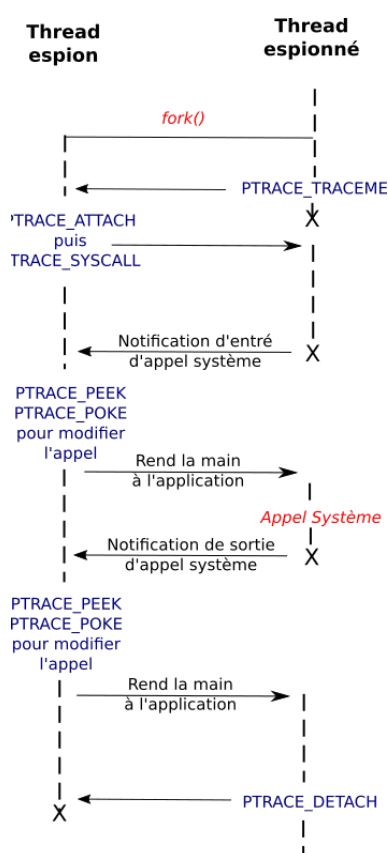 Thread
espion
Thread
espionné
fork()
PTRACE_TRACEME
X
PTRACE_ATTACH
puis
TRACE_SYSCALL
Notification d'entré
d'appel système
X
PTRACE_PEEK
PTRACE_POKE
pour modifier
l'appel
Rend la main
à l'application
Appel Système
Notification de sortie
d'appel système
X
PTRACE_PEEK
PTRACE_POKE
pour modifier
l'appel
Rend la main
à l'application
PTRACE_DETACH
X